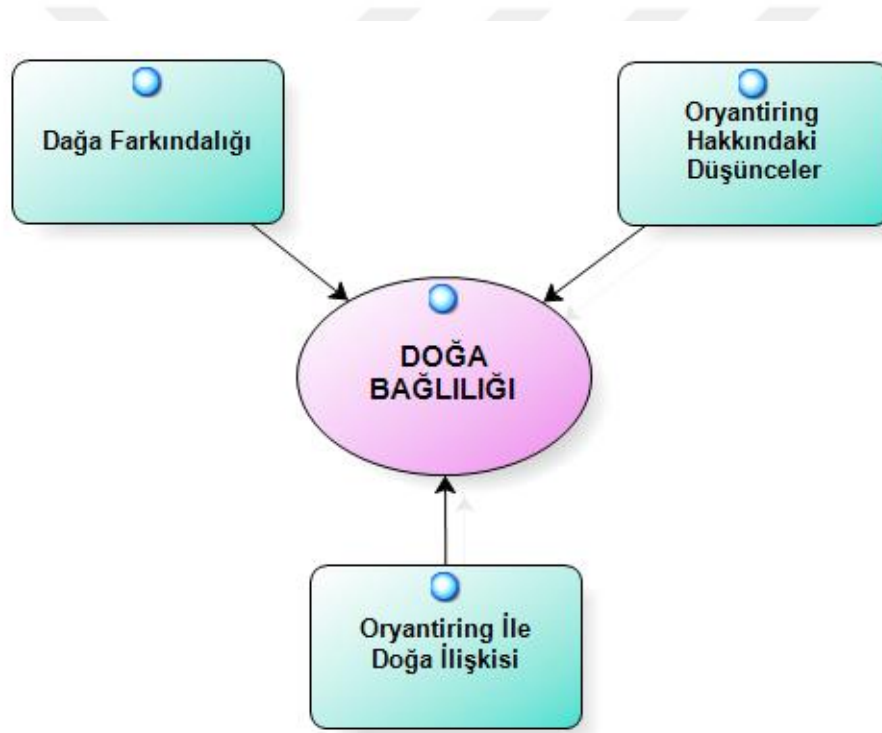 Dağa Farkındalığı
Oryantiring
Hakkındaki
Düşünceler
DOĞA
BAĞLILIĞI
Oryantiring İle
Doğa İlişkisi